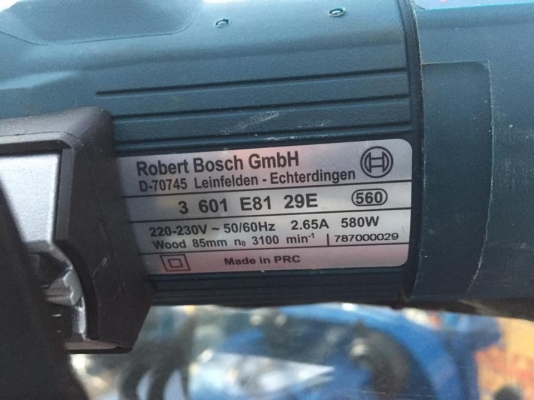 Robert Bosch GmbH
D-70745 Leinfelden - Echterdingen
3 601 E81 29E 560
220-230V ~ 50/60Hz 2.65A 580W
Wood 85mm n₀ 3100 min⁻¹ 787000029
Made in PRC